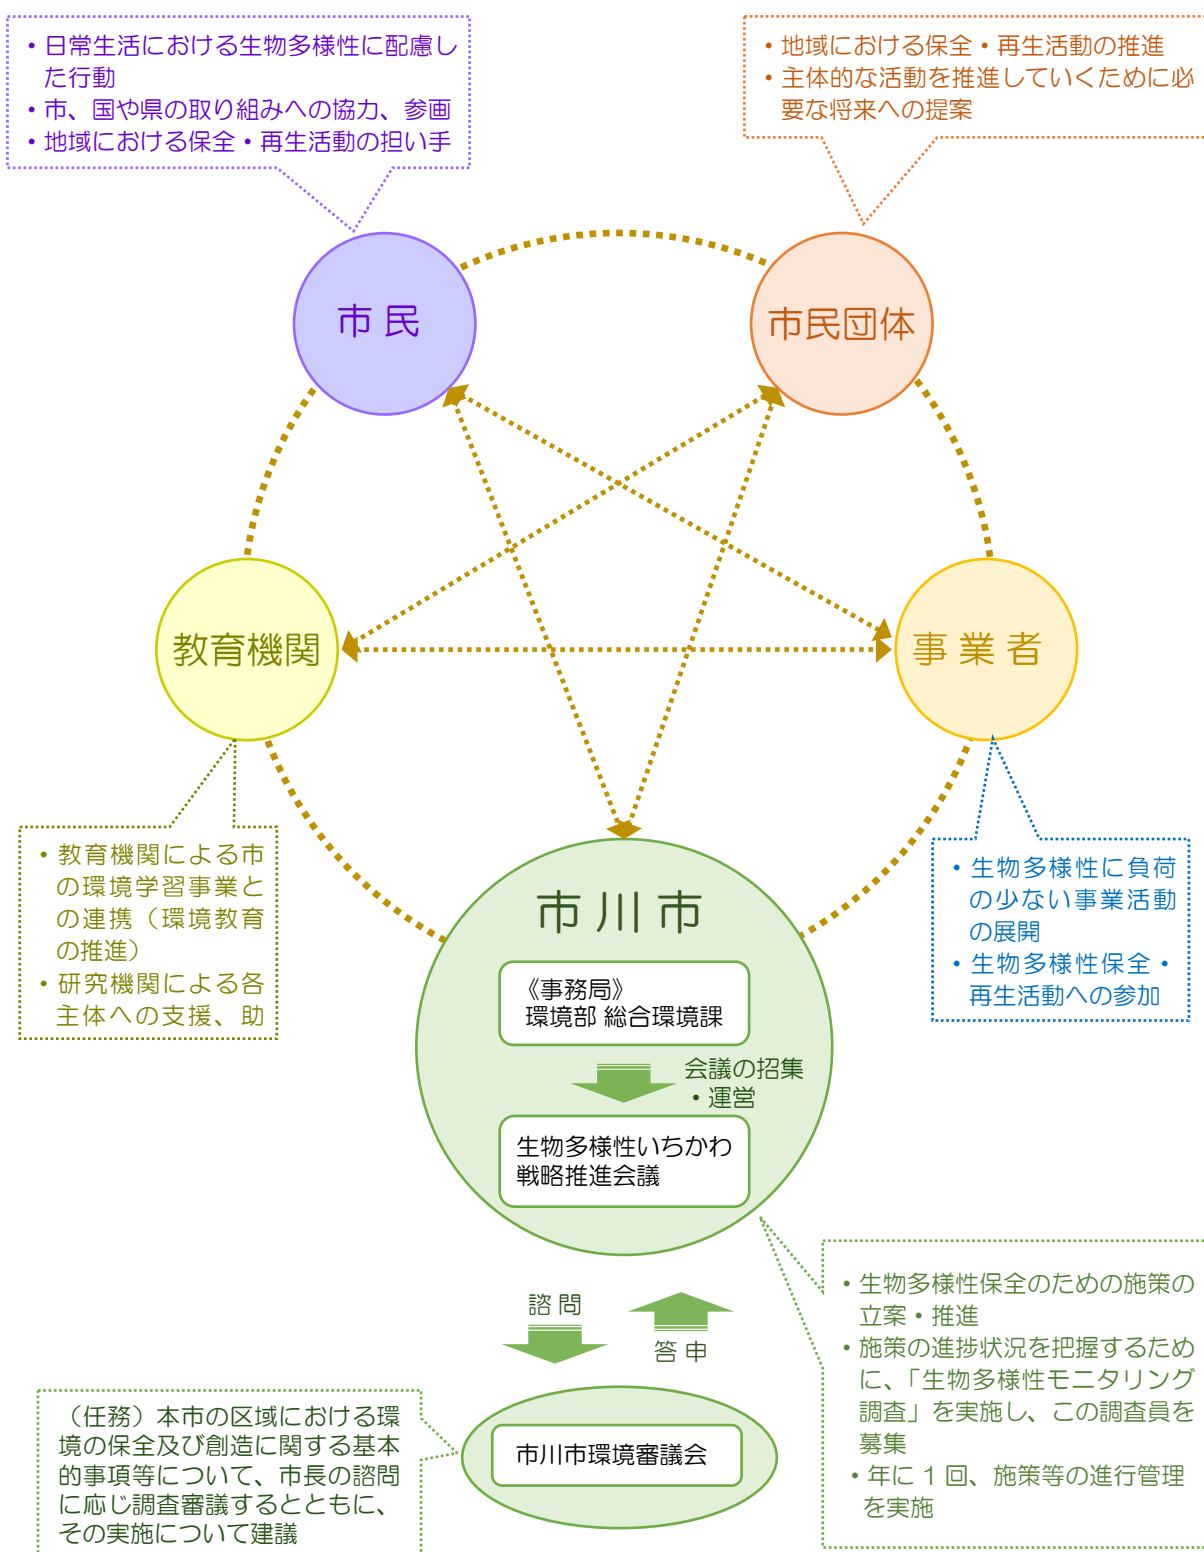 ・日常生活における生物多様性に配慮し
た行動
・市、国や県の取り組みへの協力、参画
・地域における保全・再生活動の担い手
・地域における保全・再生活動の推進
・主体的な活動を推進していくために必
要な将来への提案
市 民
市民団体
教育機関
事 業 者
・教育機関による市
の環境学習事業と
の連携（環境教育
の推進）
・研究機関による各
主体への支援、助
・生物多様性に負荷
の少ない事業活動
の展開
・生物多様性保全・
再生活動への参加
市 川 市
《事務局》
環境部 総合環境課
会議の招集
・運営
生物多様性いちかわ
戦略推進会議
諮 問
答 申
・生物多様性保全のための施策の
立案・推進
・施策の進捗状況を把握するため
に、「生物多様性モニタリング
調査」を実施し、この調査員を
募集
・年に 1 回、施策等の進行管理
を実施
（任務）本市の区域における環
境の保全及び創造に関する基本
的事項等について、市長の諮問
に応じ調査審議するとともに、
その実施について建議
市川市環境審議会